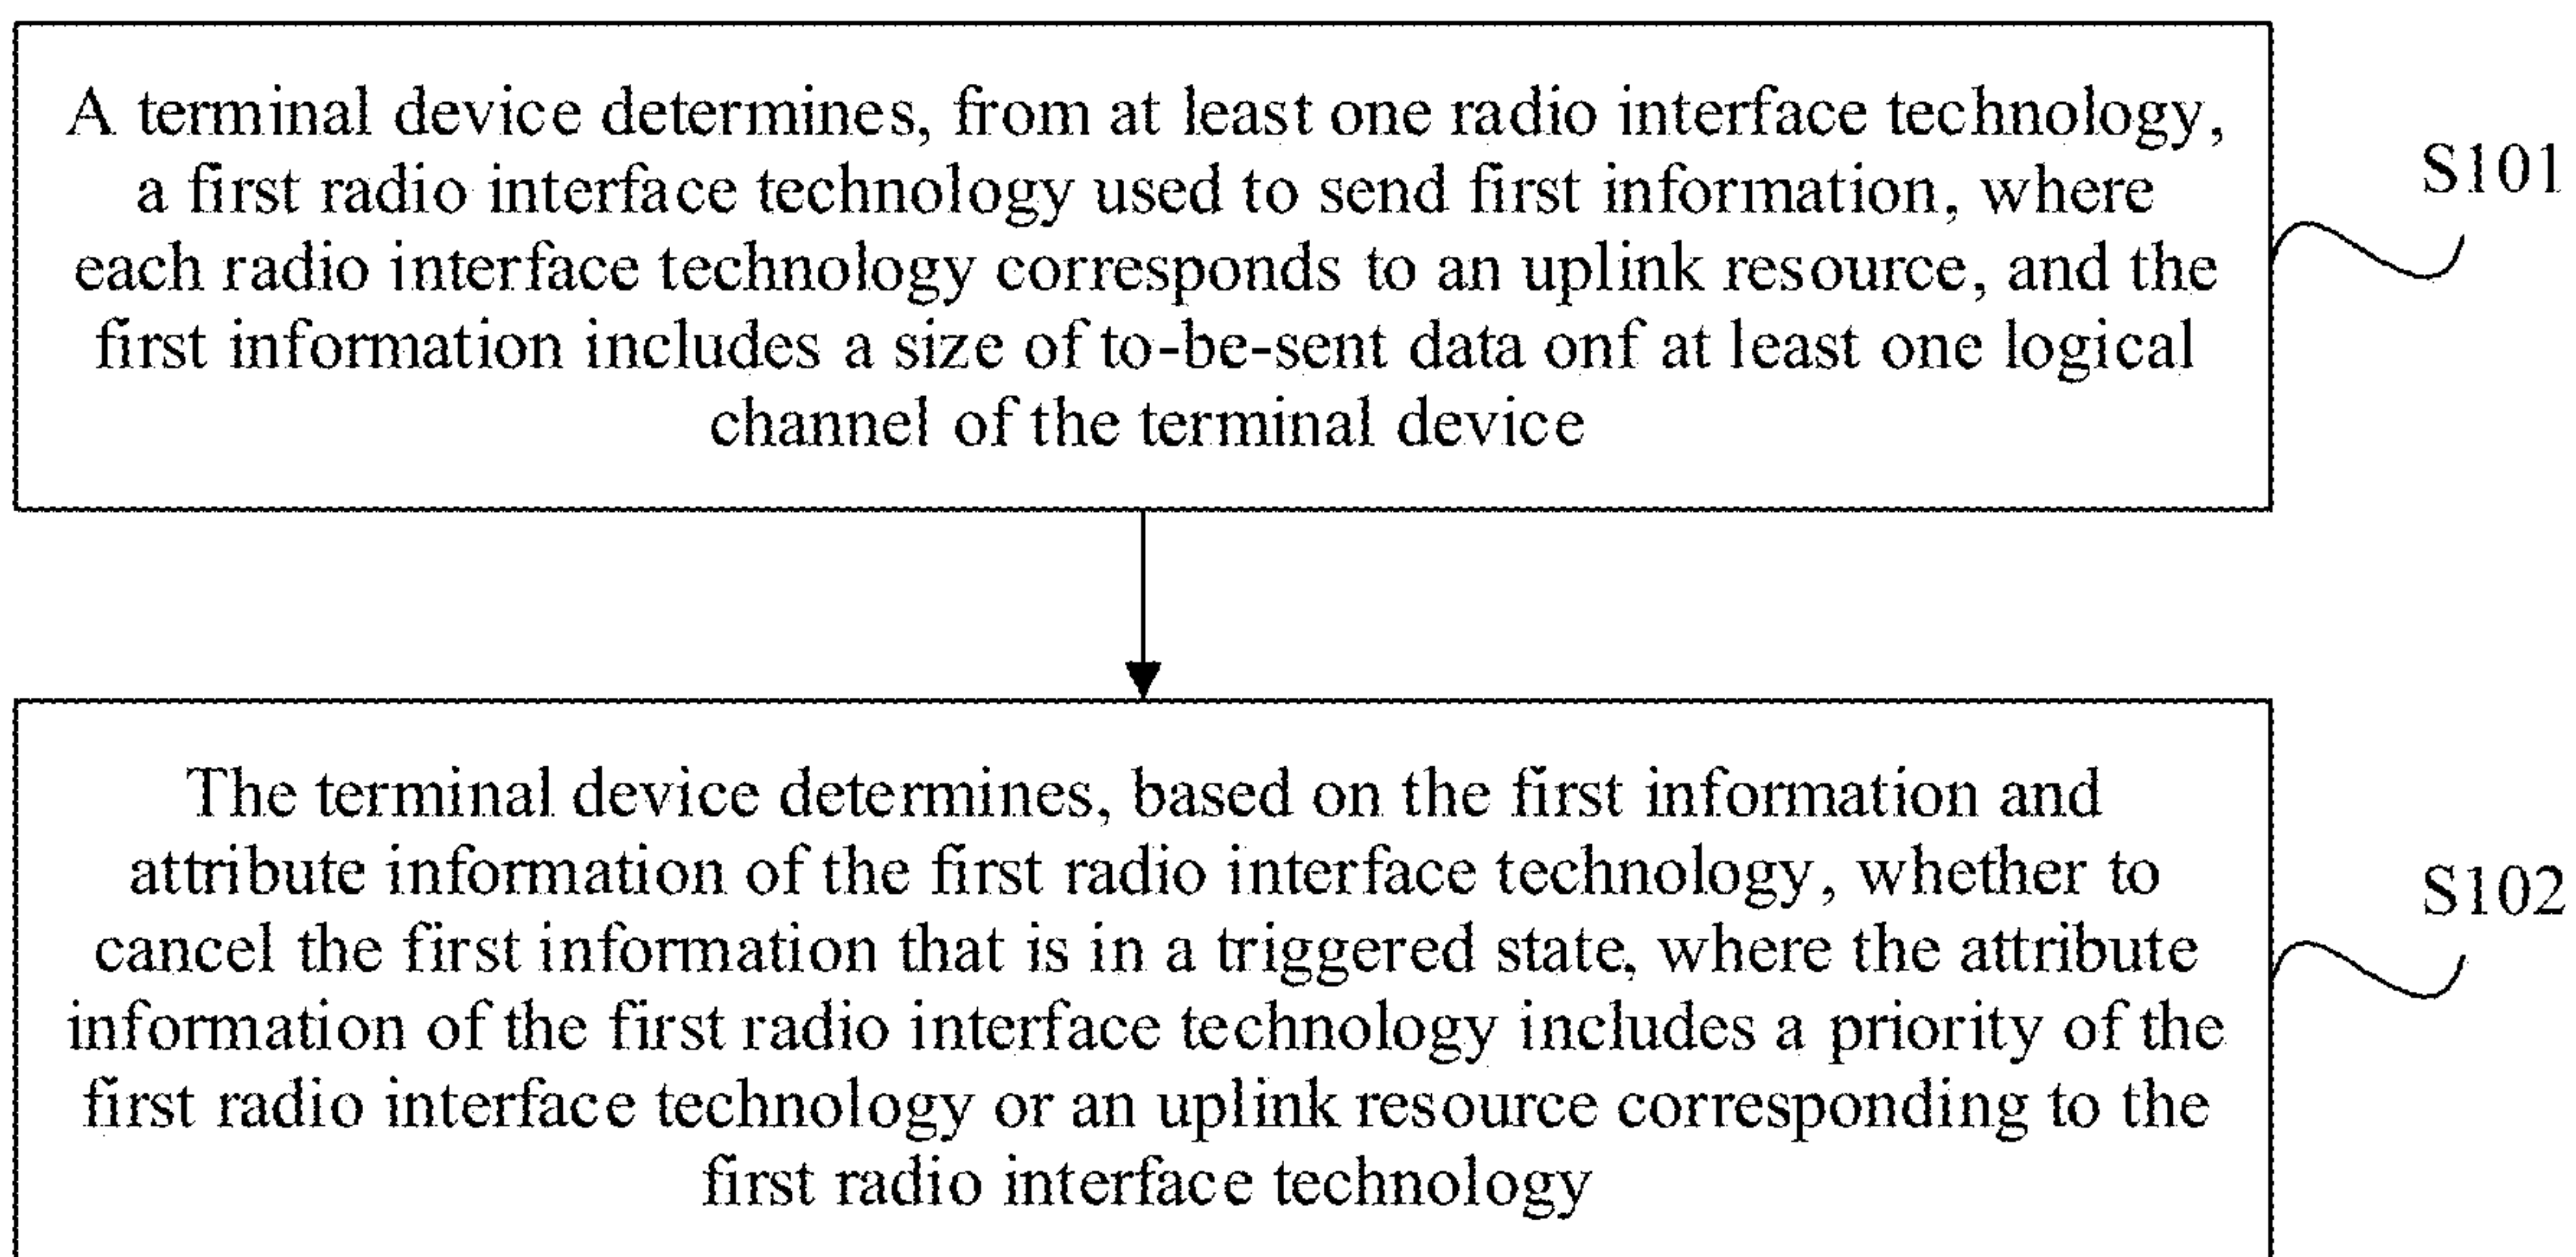 A terminal device determines, from at least one radio interface technology,
a first radio interface technology used to send first information, where
each radio interface technology corresponds to an uplink resource, and the
first information includes a size of to-be-sent data onf at least one logical
channel of the terminal device
S101
The terminal device determines, based on the first information and
attribute information of the first radio interface technology, whether to
cancel the first information that is in a triggered state, where the attribute
information of the first radio interface technology includes a priority of the
first radio interface technology or an uplink resource corresponding to the
first radio interface technology
S102